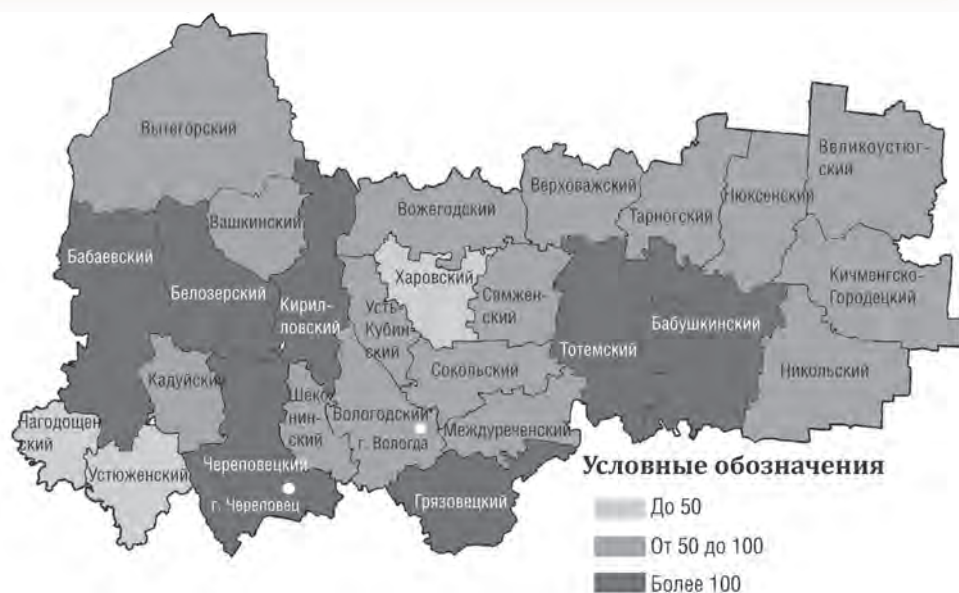 Вытегорский
Великоустюг-
ский
Верховажский
Вожегодский
Тарногский
Нюксенский
Вашкинский
Бабаевский
Белозерский
Кирил-
ловский
Харовский
Усть-
Кубин-
ский
Сямжен-
ский
Кичменгско-
Городецкий
Бабушкинский
Тотемский
Сокольский
Никольский
Кадуйский
Шекс-
нин-
ский
Вологодский
г. Вологда
Междуреченский
Чагодощен-
ский
Устюженский
Череповецкий
г. Череповец
Грязовецкий
Условные обозначения
До 50
От 50 до 100
Более 100